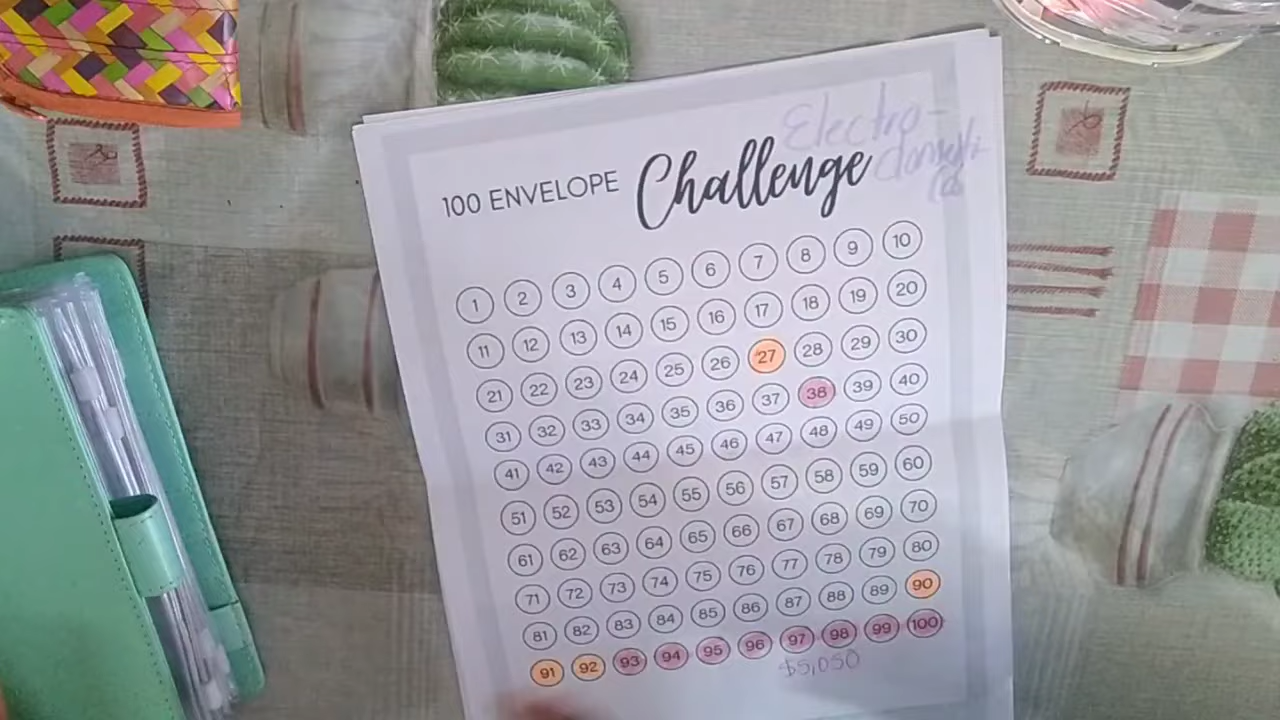 Electro-
100 ENVELOPE Challenge
1 2 3 4 5 6 7 8 9 10
11 12 13 14 15 16 17 18 19 20
21 22 23 24 25 26 27 28 29 30
31 32 33 34 35 36 37 38 39 40
41 42 43 44 45 46 47 48 49 50
51 52 53 54 55 56 57 58 59 60
61 62 63 64 65 66 67 68 69 70
71 72 73 74 75 76 77 78 79 80
81 82 83 84 85 86 87 88 89 90
91 92 93 94 95 96 97 98 99 100
$5,050